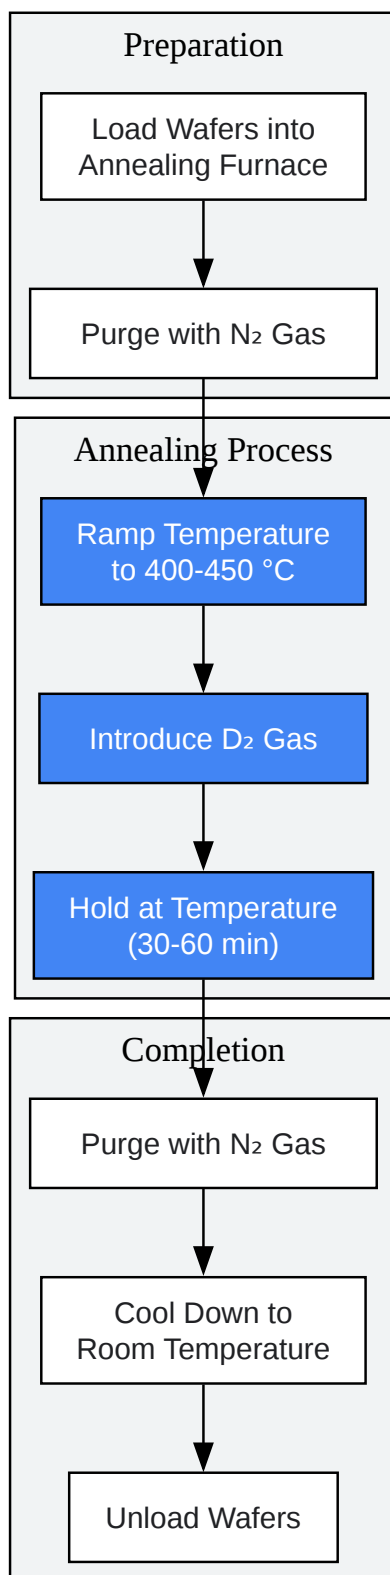 Preparation
Load Wafers into
Annealing Furnace
Purge with N₂ Gas
Annealing Process
Ramp Temperature
to 400-450 °C
Introduce D₂ Gas
Hold at Temperature
(30-60 min)
Completion
Purge with N₂ Gas
Cool Down to
Room Temperature
Unload Wafers